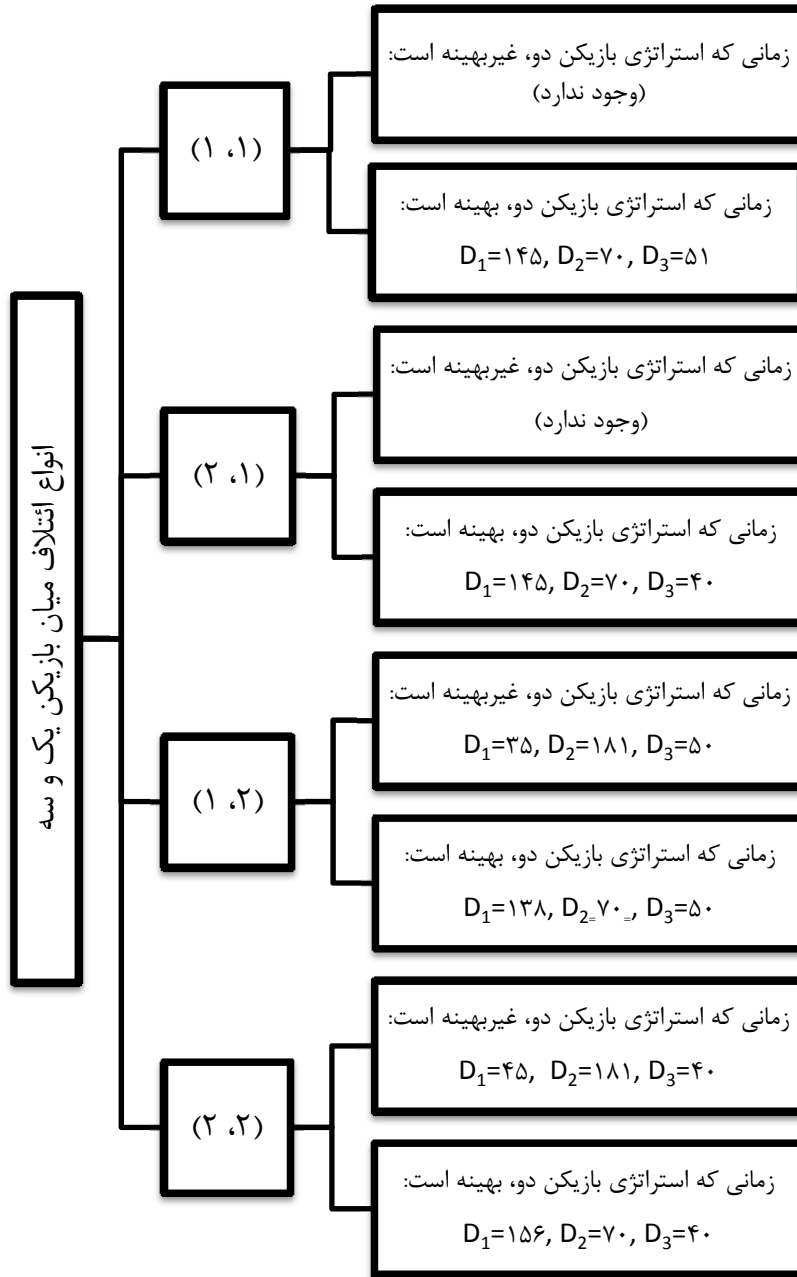 انواع ائتلاف میان بازیکن یک و سه
(۱، ۱)
زمانی که استراتژی بازیکن دو، غیربهینه است:
(وجود ندارد)
زمانی که استراتژی بازیکن دو، بهینه است:
D1=۱۴۵, D2=۷۰, D3=۵۱
(۲، ۱)
زمانی که استراتژی بازیکن دو، غیربهینه است:
(وجود ندارد)
زمانی که استراتژی بازیکن دو، بهینه است:
D1=۱۴۵, D2=۷۰, D3=۴۰
(۱، ۲)
زمانی که استراتژی بازیکن دو، غیربهینه است:
D1=۳۵, D2=۱۸۱, D3=۵۰
زمانی که استراتژی بازیکن دو، بهینه است:
D1=۱۳۸, D2=۷۰=, D3=۵۰
(۲، ۲)
زمانی که استراتژی بازیکن دو، غیربهینه است:
D1=۴۵, D2=۱۸۱, D3=۴۰
زمانی که استراتژی بازیکن دو، بهینه است:
D1=۱۵۶, D2=۷۰, D3=۴۰